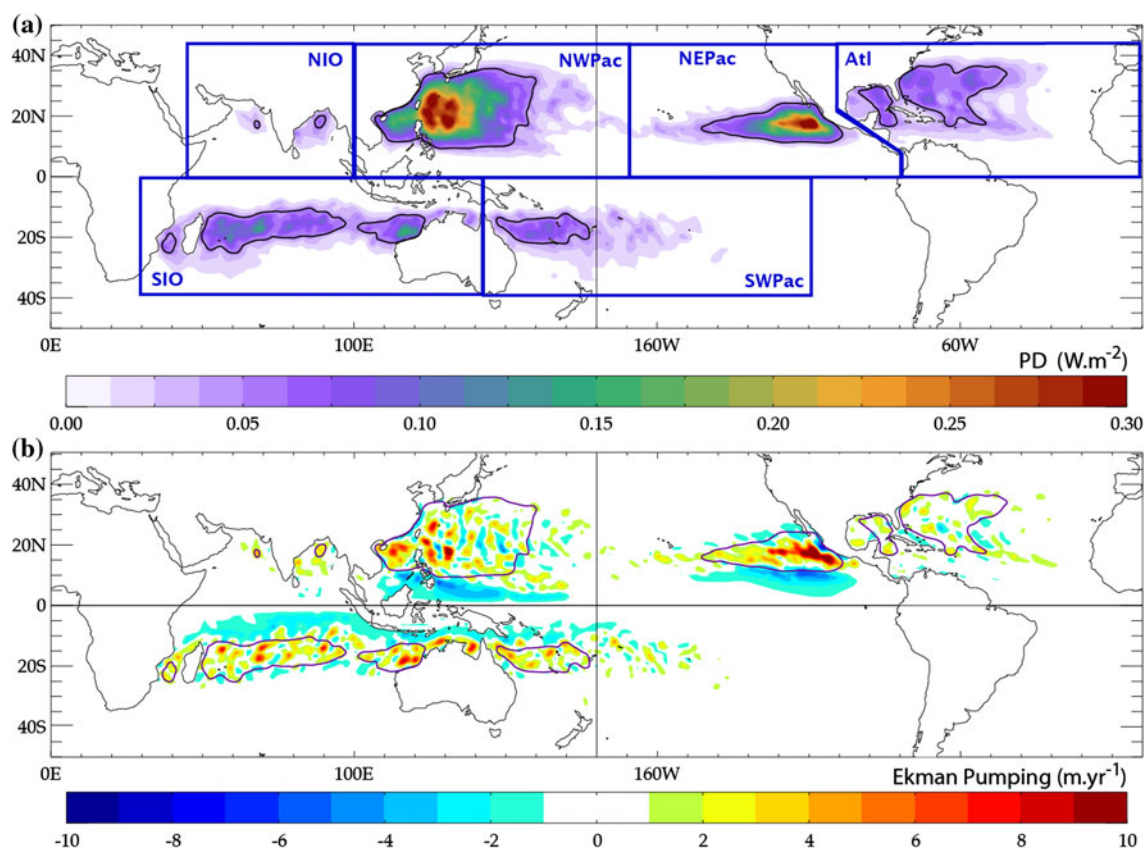 (a)
40N
20N
0
20S
40S
NIO
NWPac
NEPac
Atl
SIO
SWPac
0E 100E 160W 60W
PD (W.m-2)
0.00 0.05 0.10 0.15 0.20 0.25 0.30
(b)
40N
20N
0
20S
40S
0E 100E 160W 60W
Ekman Pumping (m.yr-1)
-10 -8 -6 -4 -2 0 2 4 6 8 10